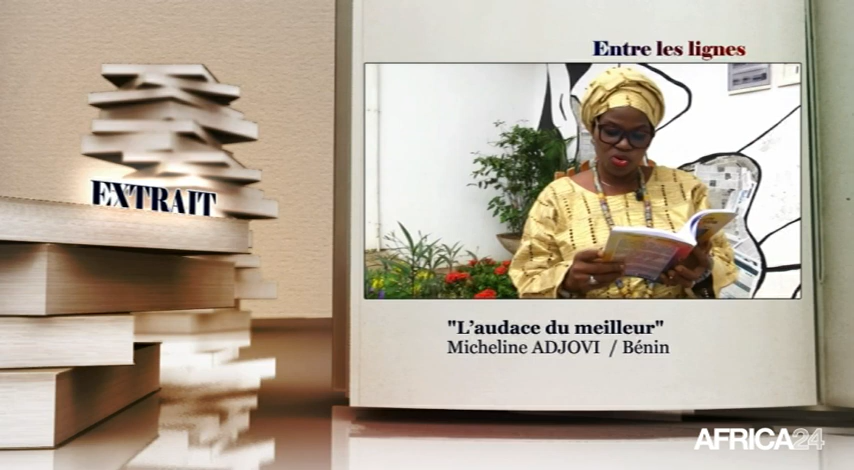 Entre les lignes
EXTRAIT
"L'audace du meilleur"
Micheline ADJOVI / Bénin
AFRICA24